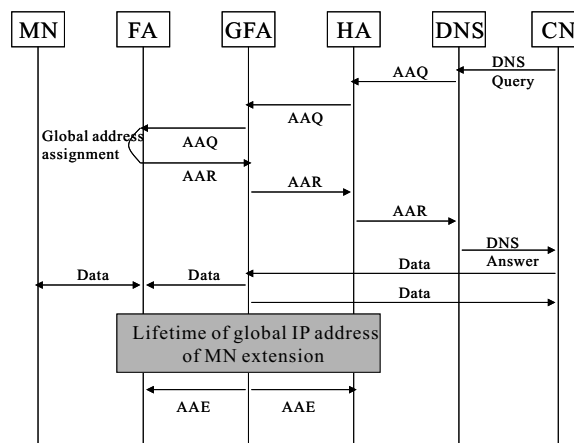 MN FA GFA HA DNS CN
DNS
Query
AAQ
AAQ
Global address
assignment
AAQ
AAR
AAR
AAR
DNS
Answer
Data
Data
Data
Data
Lifetime of global IP address
of MN extension
AAE
AAE